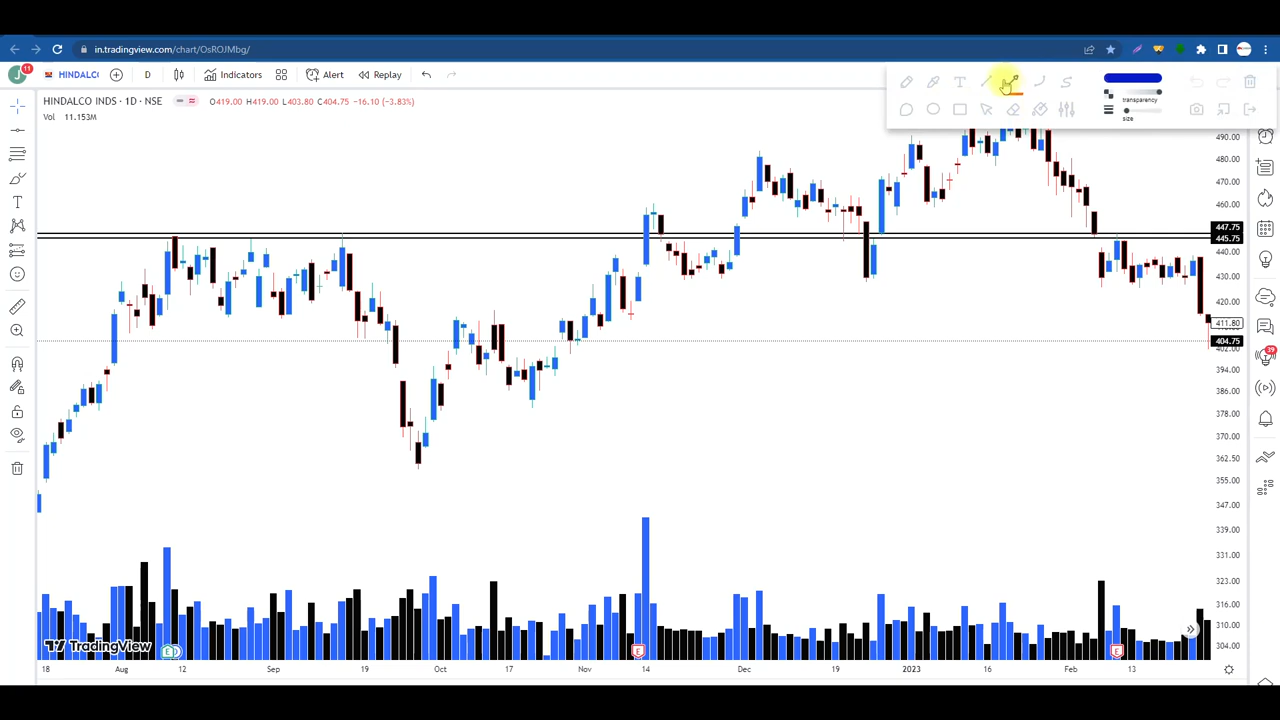 in.tradingview.com/chart/OsROJMbg/
J 11 HINDALCO D Indicators Alert Replay
T
transparency
size
HINDALCO INDS · 1D · NSE O419.00 H419.00 L403.80 C404.75 -16.10 (-3.83%)
Vol 11.153M
490.00
480.00
470.00
460.00
447.75
445.75
440.00
430.00
420.00
411.80
404.75
402.00
394.00
386.00
378.00
370.00
362.50
355.00
347.00
339.00
331.00
323.00
316.00
310.00
304.00
39
TradingView
E D E E
18 Aug 12 Sep 19 Oct 17 Nov 14 Dec 2023 16 Feb 13